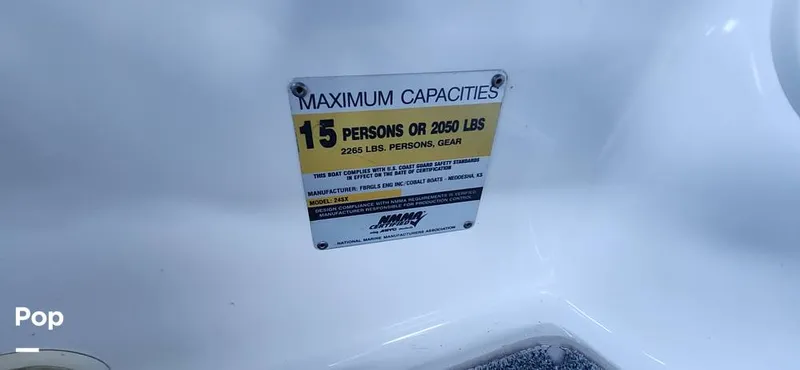 MAXIMUM CAPACITIES
15 PERSONS OR 2050 LBS
2265 LBS. PERSONS, GEAR
THIS BOAT COMPLIES WITH U.S. COAST GUARD SAFETY STANDARDS
IN EFFECT ON THE DATE OF CERTIFICATION
MANUFACTURER: FBRGLS ENG INC/COBALT BOATS - NEODESHA, KS
MODEL: 24SX
DESIGN COMPLIANCE WITH NMMA REQUIREMENTS IS VERIFIED.
MANUFACTURER RESPONSIBLE FOR PRODUCTION CONTROL.
NMMA
CERTIFIED
NATIONAL MARINE MANUFACTURERS ASSOCIATION
Pop